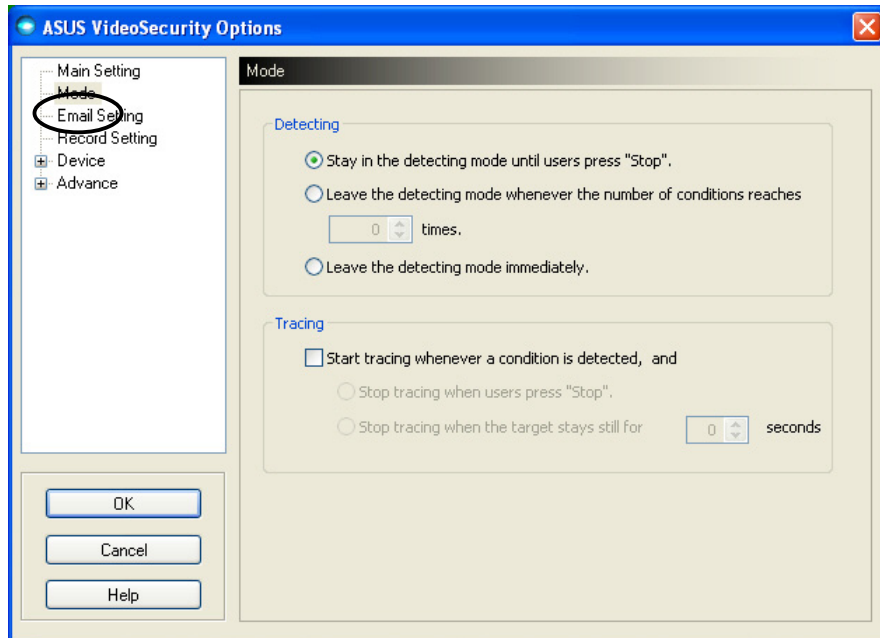 ASUS VideoSecurity Options
Main Setting
Mode
Email Setting
Record Setting
Device
Advance
OK
Cancel
Help
Mode
Detecting
Stay in the detecting mode until users press "Stop".
Leave the detecting mode whenever the number of conditions reaches
0 times.
Leave the detecting mode immediately.
Tracing
Start tracing whenever a condition is detected, and
Stop tracing when users press "Stop".
Stop tracing when the target stays still for 0 seconds